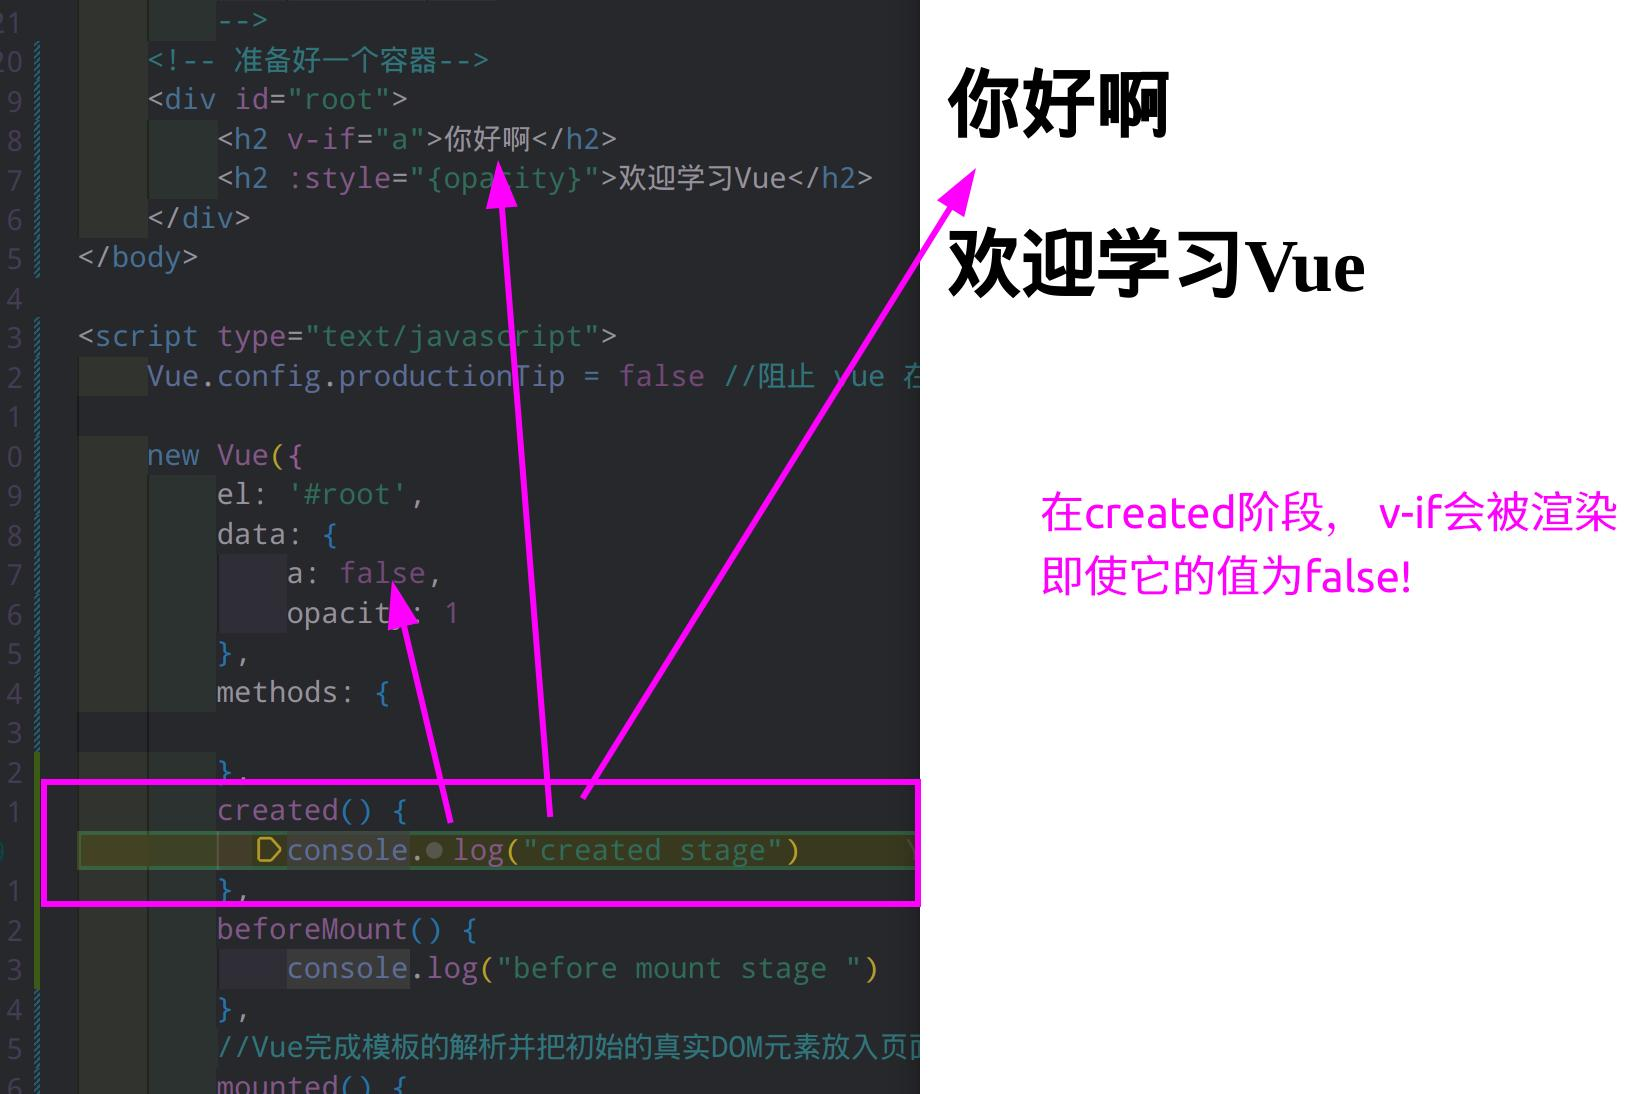 21 -->
20 <!-- 准备好一个容器-->
9 <div id="root">
8 <h2 v-if="a">你好啊</h2>
7 <h2 :style="{opacity}">欢迎学习Vue</h2>
6 </div>
5 </body>
4
3 <script type="text/javascript">
2 Vue.config.productionTip = false //阻止 vue 在
1
0 new Vue({
9 el: '#root',
8 data: {
7 a: false,
6 opacity: 1
5 },
4 methods: {
3
2 },
1 created() {
console.log("created stage")
1 },
2 beforeMount() {
3 console.log("before mount stage ")
4 },
5 //Vue完成模板的解析并把初始的真实DOM元素放入页面
6 mounted() {
你好啊
欢迎学习Vue
在created阶段， v-if会被渲染
即使它的值为false!